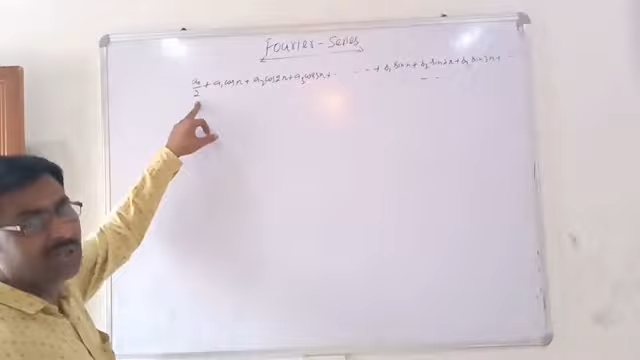 Fourier-Series
a₀/2 + a₁ cos x + a₂ cos 2x + a₃ cos 3x + ... ... + b₁ sin x + b₂ sin 2x + b₃ sin 3x + ...